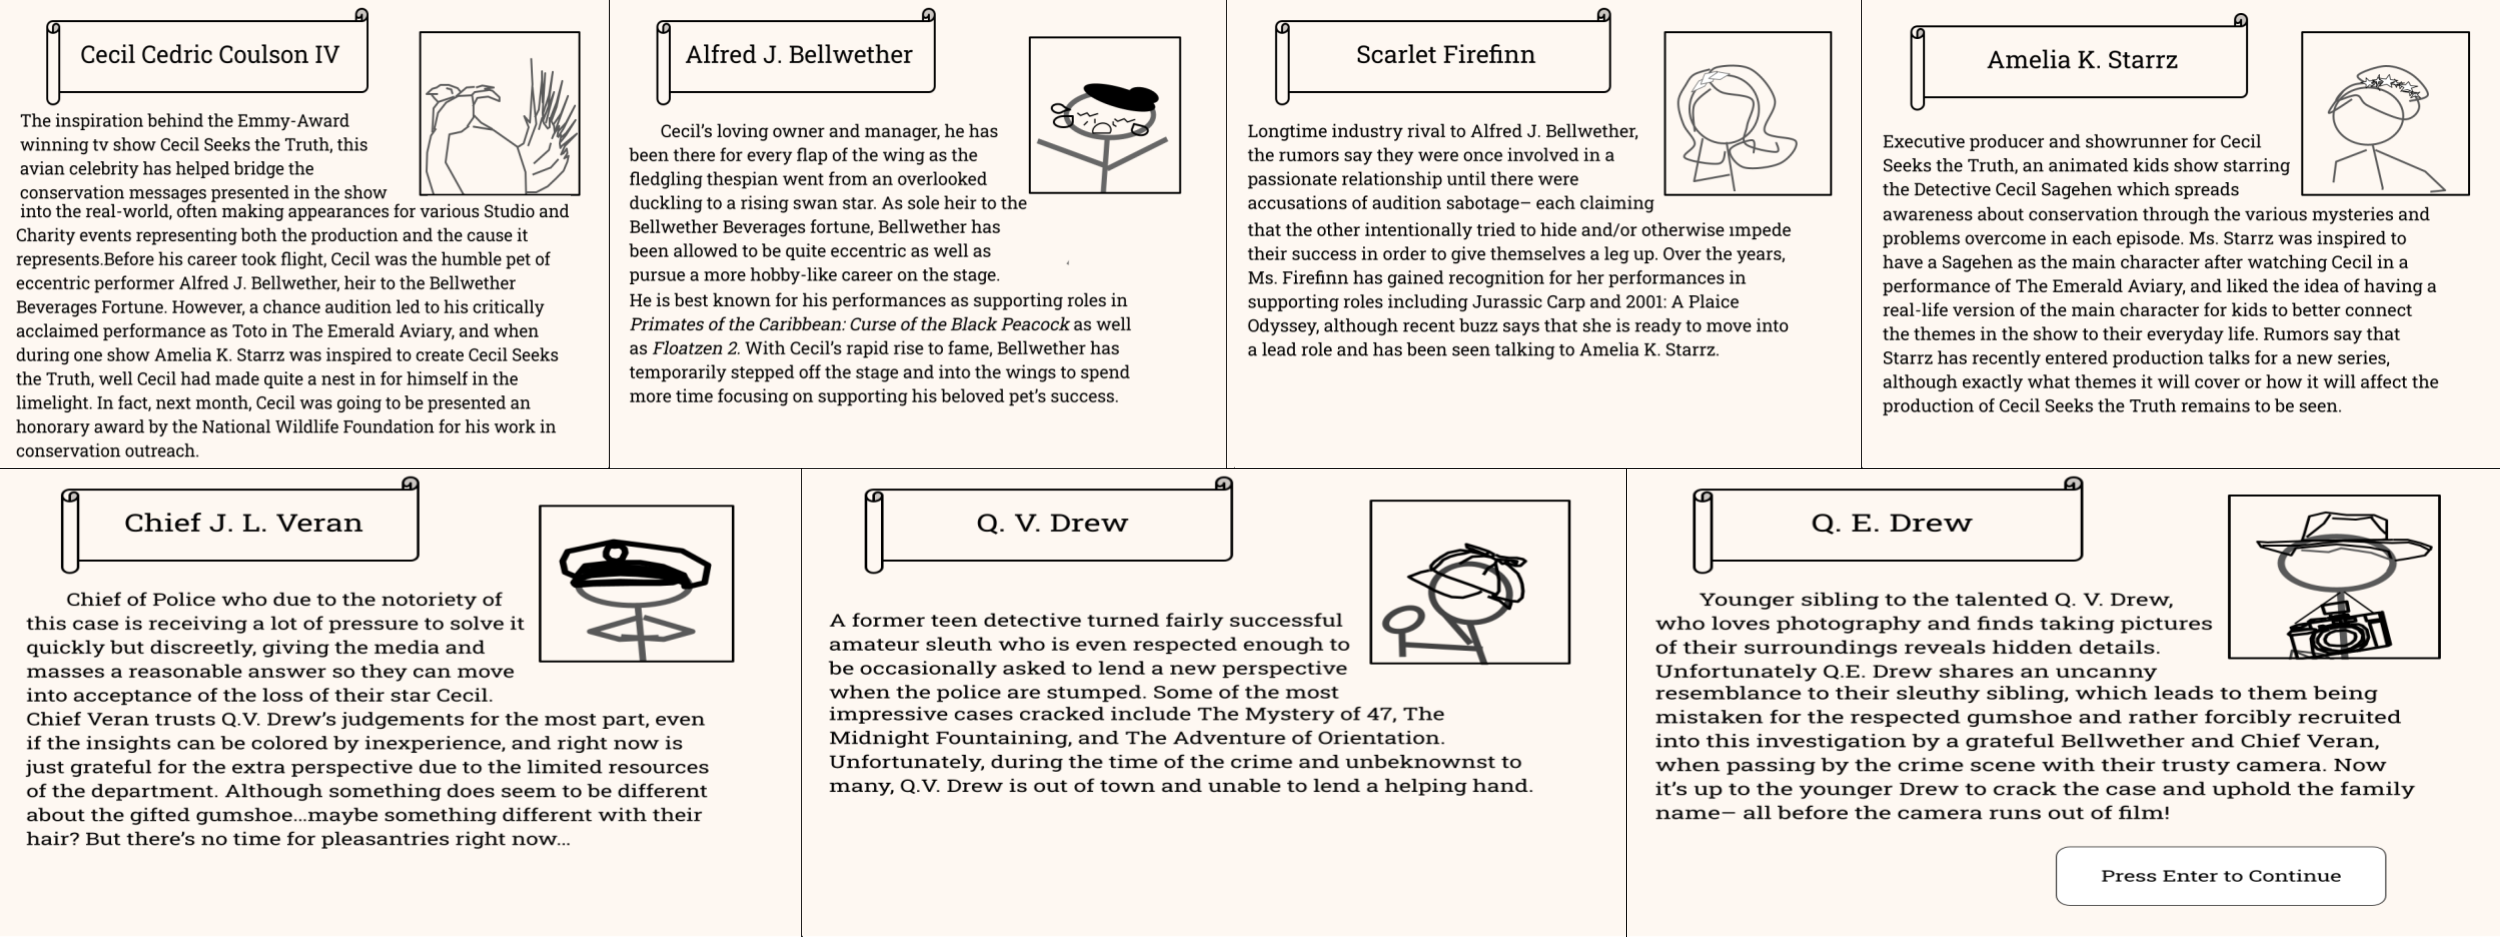 Cecil Cedric Coulson IV
The inspiration behind the Emmy-Award
winning tv show Cecil Seeks the Truth, this
avian celebrity has helped bridge the
conservation messages presented in the show
into the real-world, often making appearances for various Studio and
Charity events representing both the production and the cause it
represents.Before his career took flight, Cecil was the humble pet of
eccentric performer Alfred J. Bellwether, heir to the Bellwether
Beverages Fortune. However, a chance audition led to his critically
acclaimed performance as Toto in The Emerald Aviary, and when
during one show Amelia K. Starrz was inspired to create Cecil Seeks
the Truth, well Cecil had made quite a nest in for himself in the
limelight. In fact, next month, Cecil was going to be presented an
honorary award by the National Wildlife Foundation for his work in
conservation outreach.
Alfred J. Bellwether
Cecil's loving owner and manager, he has
been there for every flap of the wing as the
fledgling thespian went from an overlooked
duckling to a rising swan star. As sole heir to the
Bellwether Beverages fortune, Bellwether has
been allowed to be quite eccentric as well as
pursue a more hobby-like career on the stage.
He is best known for his performances as supporting roles in
Primates of the Caribbean: Curse of the Black Peacock as well
as Floatzen 2. With Cecil's rapid rise to fame, Bellwether has
temporarily stepped off the stage and into the wings to spend
more time focusing on supporting his beloved pet's success.
Scarlet Firefinn
Longtime industry rival to Alfred J. Bellwether,
the rumors say they were once involved in a
passionate relationship until there were
accusations of audition sabotage– each claiming
that the other intentionally tried to hide and/or otherwise impede
their success in order to give themselves a leg up. Over the years,
Ms. Firefinn has gained recognition for her performances in
supporting roles including Jurassic Carp and 2001: A Plaice
Odyssey, although recent buzz says that she is ready to move into
a lead role and has been seen talking to Amelia K. Starrz.
Amelia K. Starrz
Executive producer and showrunner for Cecil
Seeks the Truth, an animated kids show starring
the Detective Cecil Sagehen which spreads
awareness about conservation through the various mysteries and
problems overcome in each episode. Ms. Starrz was inspired to
have a Sagehen as the main character after watching Cecil in a
performance of The Emerald Aviary, and liked the idea of having a
real-life version of the main character for kids to better connect
the themes in the show to their everyday life. Rumors say that
Starrz has recently entered production talks for a new series,
although exactly what themes it will cover or how it will affect the
production of Cecil Seeks the Truth remains to be seen.
Chief J. L. Veran
Chief of Police who due to the notoriety of
this case is receiving a lot of pressure to solve it
quickly but discreetly, giving the media and
masses a reasonable answer so they can move
into acceptance of the loss of their star Cecil.
Chief Veran trusts Q.V. Drew's judgements for the most part, even
if the insights can be colored by inexperience, and right now is
just grateful for the extra perspective due to the limited resources
of the department. Although something does seem to be different
about the gifted gumshoe...maybe something different with their
hair? But there's no time for pleasantries right now...
Q. V. Drew
A former teen detective turned fairly successful
amateur sleuth who is even respected enough to
be occasionally asked to lend a new perspective
when the police are stumped. Some of the most
impressive cases cracked include The Mystery of 47, The
Midnight Fountaining, and The Adventure of Orientation.
Unfortunately, during the time of the crime and unbeknownst to
many, Q.V. Drew is out of town and unable to lend a helping hand.
Q. E. Drew
Younger sibling to the talented Q. V. Drew,
who loves photography and finds taking pictures
of their surroundings reveals hidden details.
Unfortunately Q.E. Drew shares an uncanny
resemblance to their sleuthy sibling, which leads to them being
mistaken for the respected gumshoe and rather forcibly recruited
into this investigation by a grateful Bellwether and Chief Veran,
when passing by the crime scene with their trusty camera. Now
it's up to the younger Drew to crack the case and uphold the family
name– all before the camera runs out of film!
Press Enter to Continue